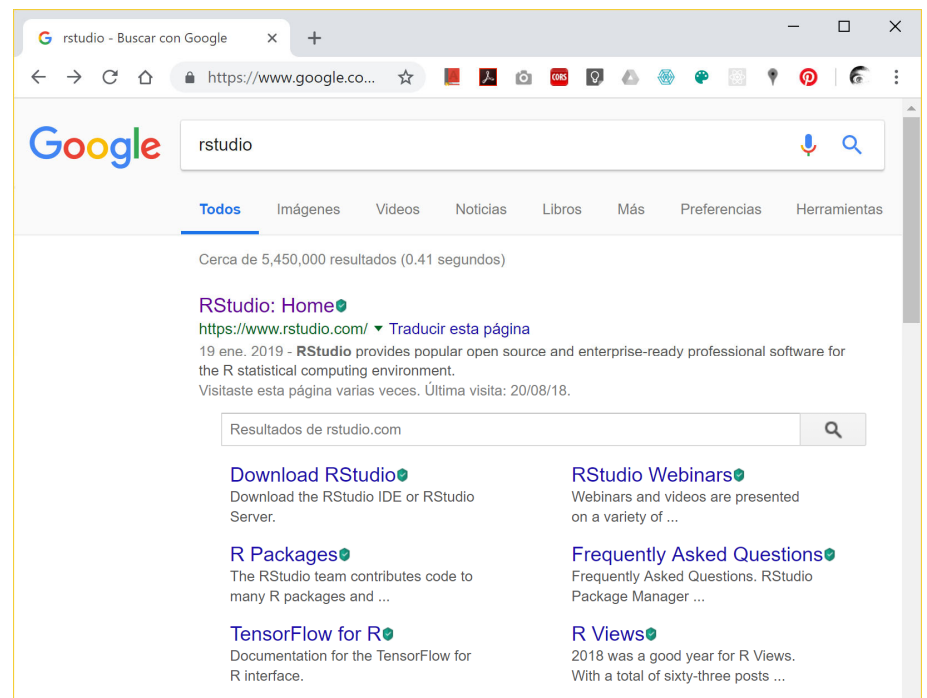 rstudio - Buscar con Google
https://www.google.co...
CORS
Google
rstudio
Todos Imágenes Videos Noticias Libros Más Preferencias Herramientas
Cerca de 5,450,000 resultados (0.41 segundos)
RStudio: Home
https://www.rstudio.com/ Traducir esta página
19 ene. 2019 - RStudio provides popular open source and enterprise-ready professional software for
the R statistical computing environment.
Visitaste esta página varias veces. Última visita: 20/08/18.
Resultados de rstudio.com
Download RStudio
Download the RStudio IDE or RStudio
Server.
RStudio Webinars
Webinars and videos are presented
on a variety of ...
R Packages
The RStudio team contributes code to
many R packages and ...
Frequently Asked Questions
Frequently Asked Questions. RStudio
Package Manager ...
TensorFlow for R
Documentation for the TensorFlow for
R interface.
R Views
2018 was a good year for R Views.
With a total of sixty-three posts ...